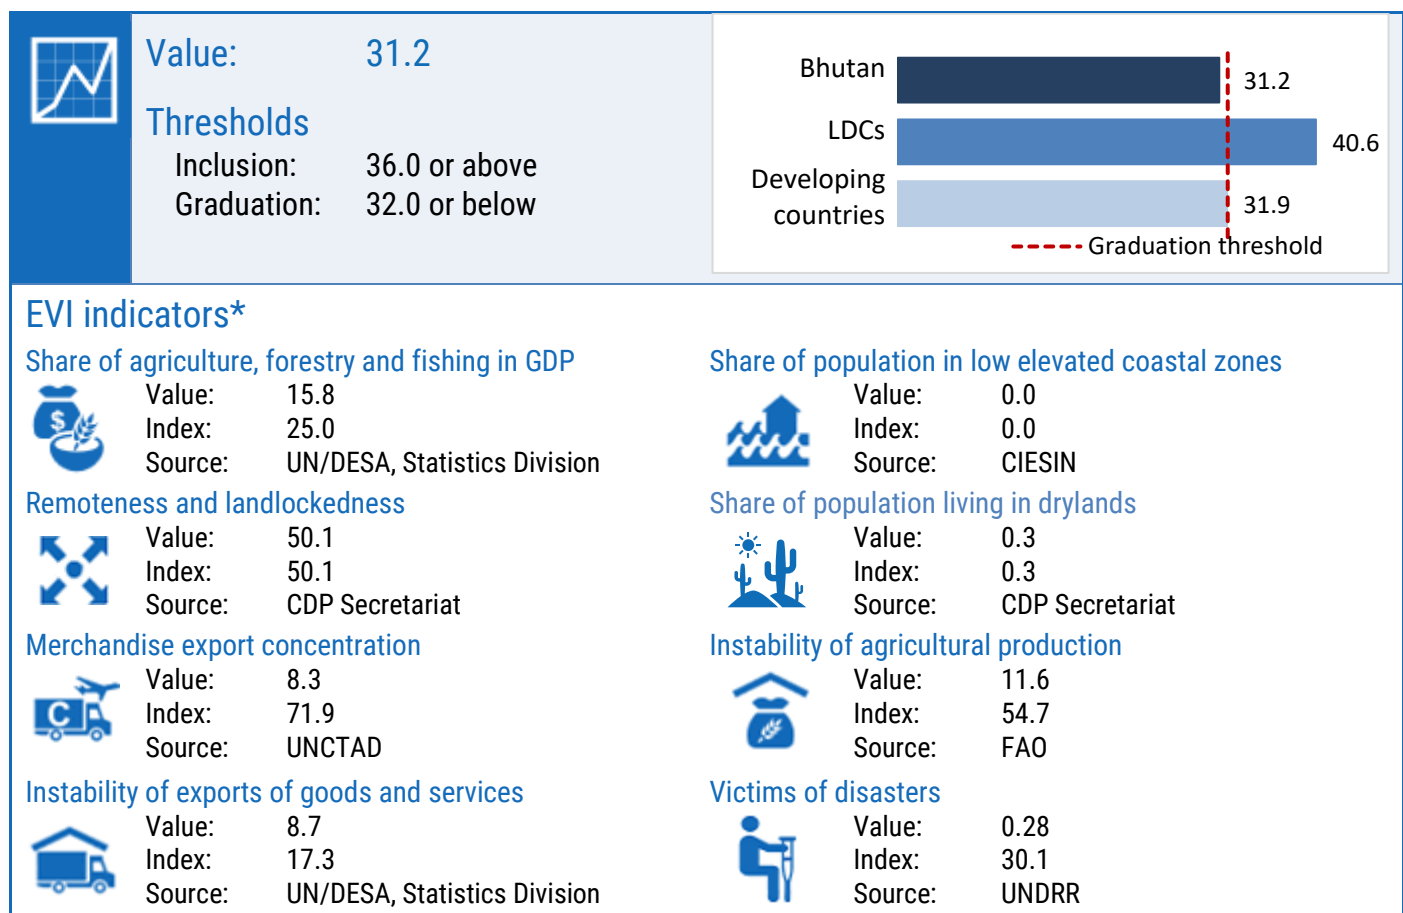 Value: 31.2
Thresholds
Inclusion: 36.0 or above
Graduation: 32.0 or below
Bhutan 31.2
LDCs 40.6
Developing
countries 31.9
Graduation threshold
EVI indicators*
Share of agriculture, forestry and fishing in GDP
$
Value: 15.8
Index: 25.0
Source: UN/DESA, Statistics Division
Share of population in low elevated coastal zones
Value: 0.0
Index: 0.0
Source: CIESIN
Remoteness and landlockedness
Value: 50.1
Index: 50.1
Source: CDP Secretariat
Share of population living in drylands
Value: 0.3
Index: 0.3
Source: CDP Secretariat
Merchandise export concentration
C
Value: 8.3
Index: 71.9
Source: UNCTAD
Instability of agricultural production
Value: 11.6
Index: 54.7
Source: FAO
Instability of exports of goods and services
Value: 8.7
Index: 17.3
Source: UN/DESA, Statistics Division
Victims of disasters
Value: 0.28
Index: 30.1
Source: UNDRR